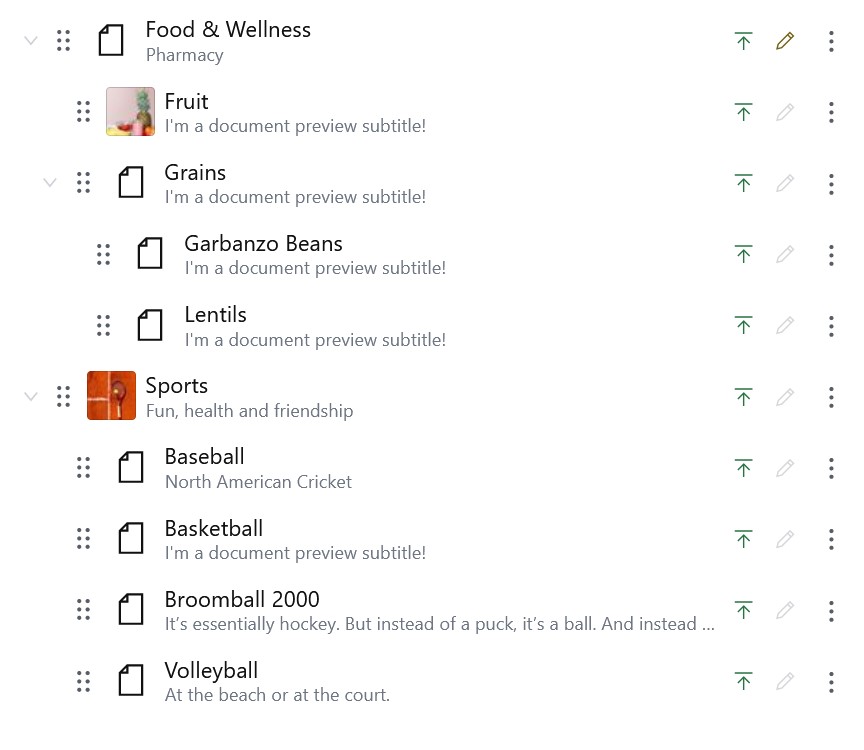 Food & Wellness
Pharmacy
Fruit
I'm a document preview subtitle!
Grains
I'm a document preview subtitle!
Garbanzo Beans
I'm a document preview subtitle!
Lentils
I'm a document preview subtitle!
Sports
Fun, health and friendship
Baseball
North American Cricket
Basketball
I'm a document preview subtitle!
Broomball 2000
It’s essentially hockey. But instead of a puck, it’s a ball. And instead ...
Volleyball
At the beach or at the court.